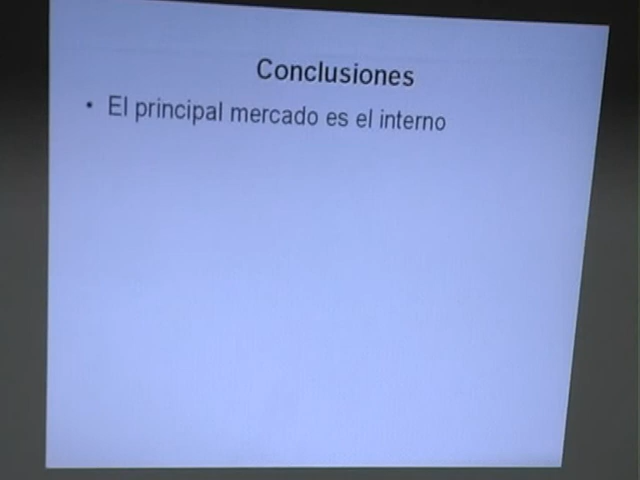 Conclusiones
• El principal mercado es el interno